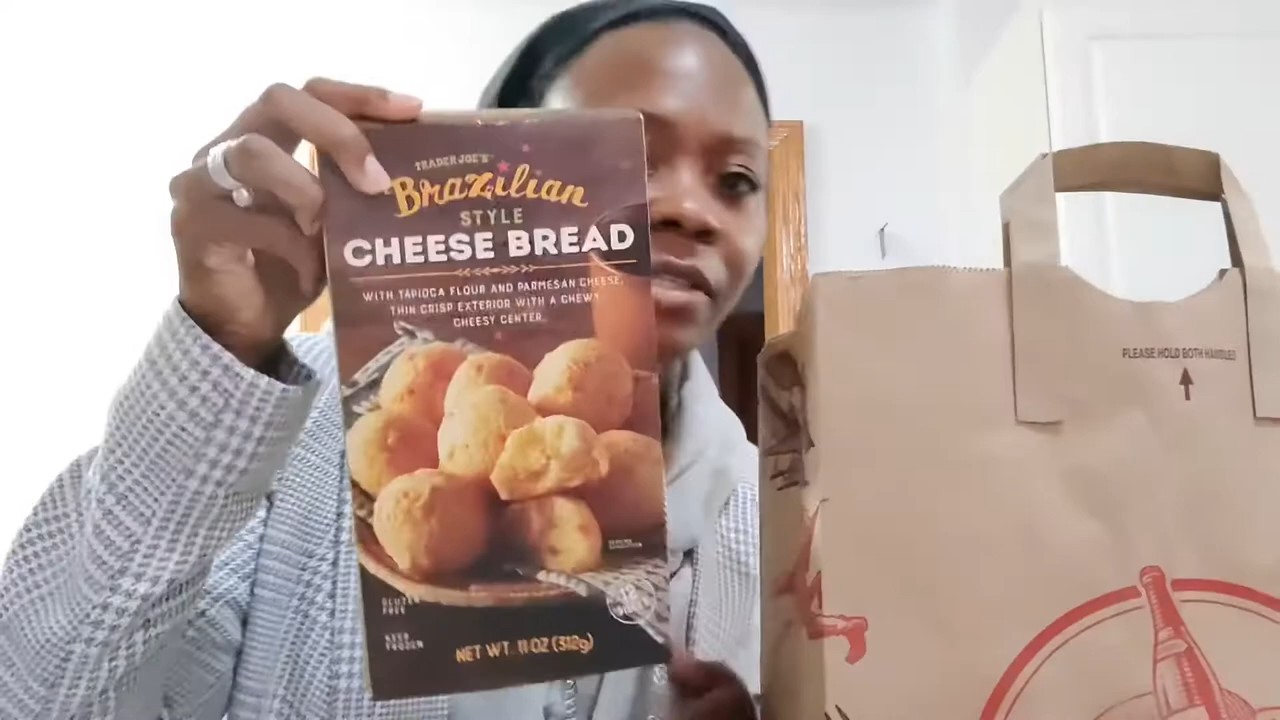 TRADER JOE'S
Brazilian
STYLE
CHEESE BREAD
WITH TAPIOCA FLOUR AND PARMESAN CHEESE,
THIN CRISP EXTERIOR WITH A CHEWY
CHEESY CENTER.
GLUTEN
FREE
KEEP
FROZEN
NET WT. 11 OZ (312g)
PLEASE HOLD BOTH HANDLES